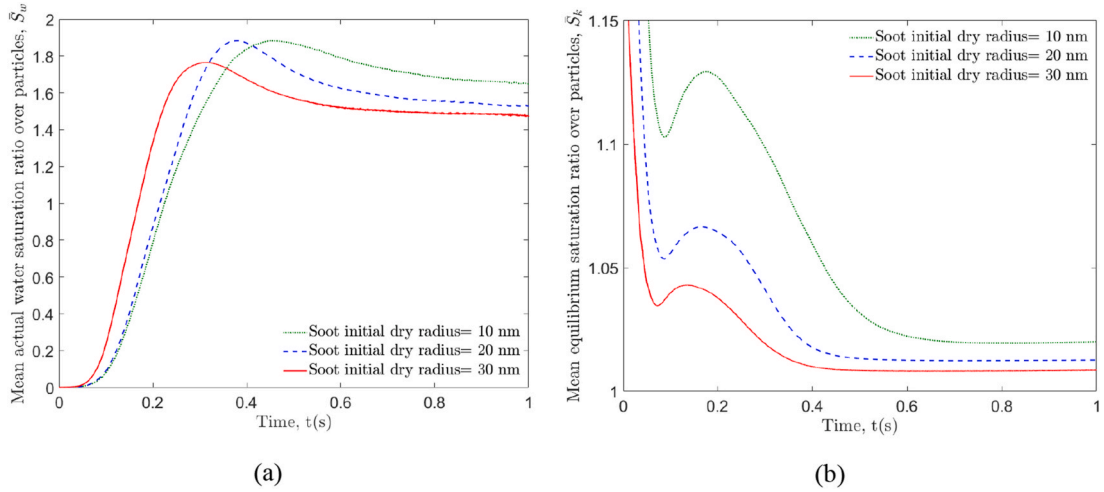 Mean actual water saturation ratio over particles, S̄_w
2
1.8
1.6
1.4
1.2
1
0.8
0.6
0.4
0.2
0
0 0.2 0.4 0.6 0.8 1
Time, t(s)
Soot initial dry radius= 10 nm
Soot initial dry radius= 20 nm
Soot initial dry radius= 30 nm
(a)
Mean equilibrium saturation ratio over particles, S̄_k
1.15
1.1
1.05
1
0 0.2 0.4 0.6 0.8 1
Time, t(s)
Soot initial dry radius= 10 nm
Soot initial dry radius= 20 nm
Soot initial dry radius= 30 nm
(b)